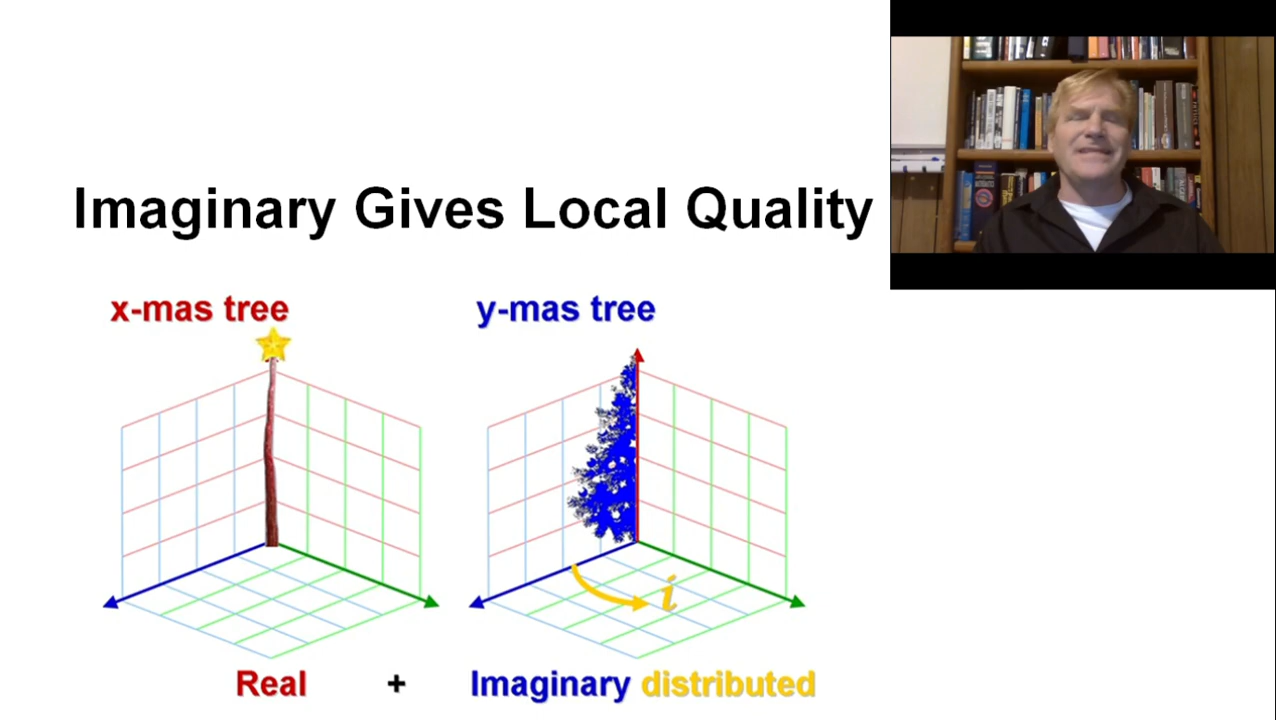 Imaginary Gives Local Quality
x-mas tree
y-mas tree
i
Real + Imaginary distributed